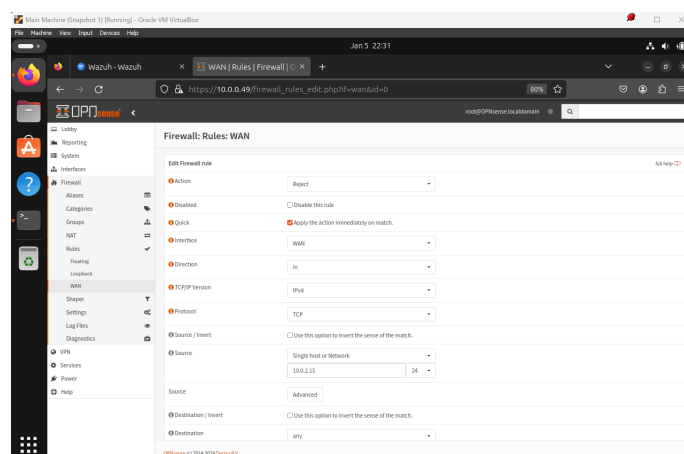 Main Machine (Snapshot 1) [Running] - Oracle VM VirtualBox
File Machine View Input Devices Help
Jan 5 22:31
Wazuh - Wazuh
WAN | Rules | Firewall | O
https://10.0.0.49/firewall_rules_edit.php?if=wan&id=0
80%
OPNsense
root@OPNsense.localdomain
Lobby
Reporting
System
Interfaces
Firewall
Aliases
Categories
Groups
NAT
Rules
Floating
Loopback
WAN
Shaper
Settings
Log Files
Diagnostics
VPN
Services
Power
Help
Firewall: Rules: WAN
Edit Firewall rule
full help
Action
Reject
Disabled
Disable this rule
Quick
Apply the action immediately on match.
Interface
WAN
Direction
in
TCP/IP Version
IPv4
Protocol
TCP
Source / Invert
Use this option to invert the sense of the match.
Source
Single host or Network
10.0.2.15
24
Source
Advanced
Destination / Invert
Use this option to invert the sense of the match.
Destination
any
OPNsense (c) 2014-2024 Deciso B.V.